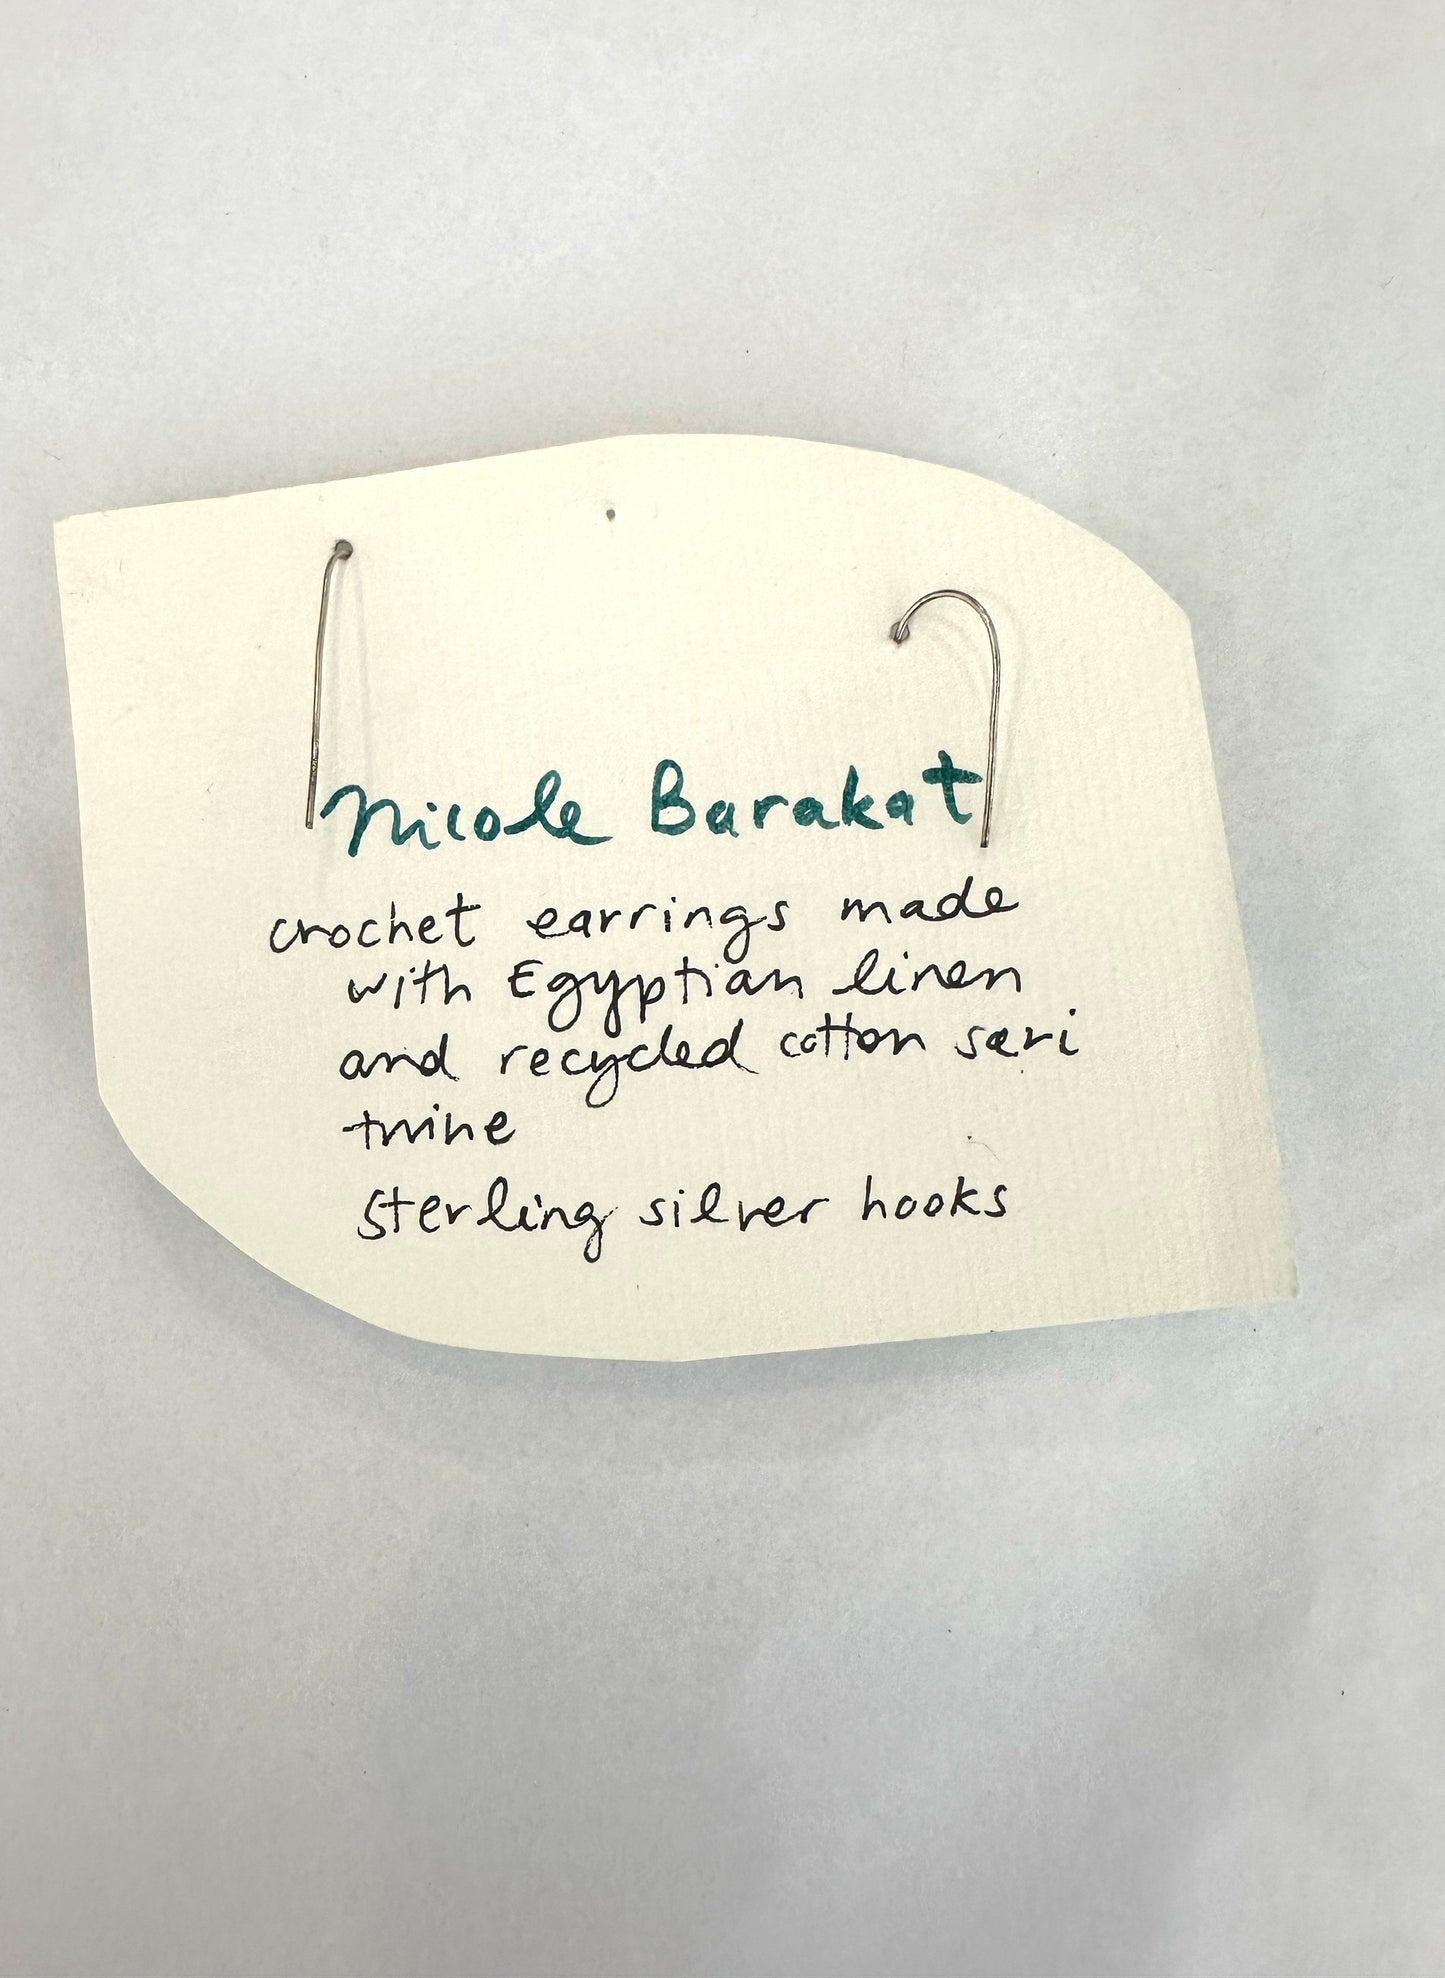 Nicole Barakat
crochet earrings made
with Egyptian linen
and recycled cotton sari
twine
sterling silver hooks